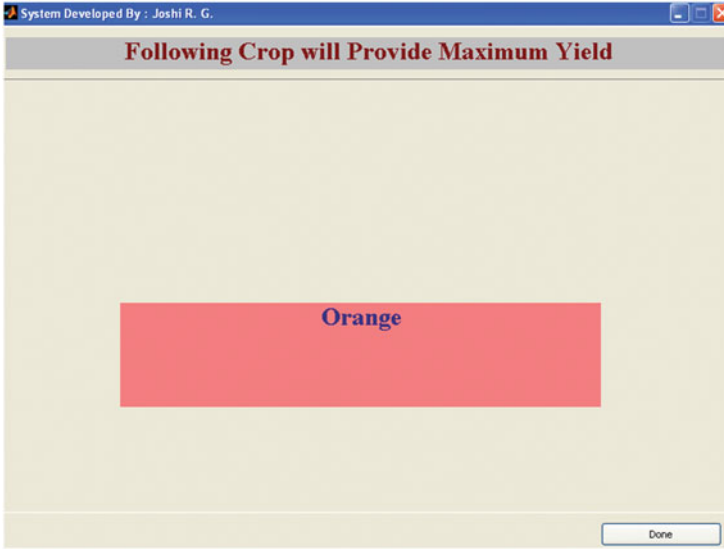 System Developed By : Joshi R. G.
Following Crop will Provide Maximum Yield
Orange
Done